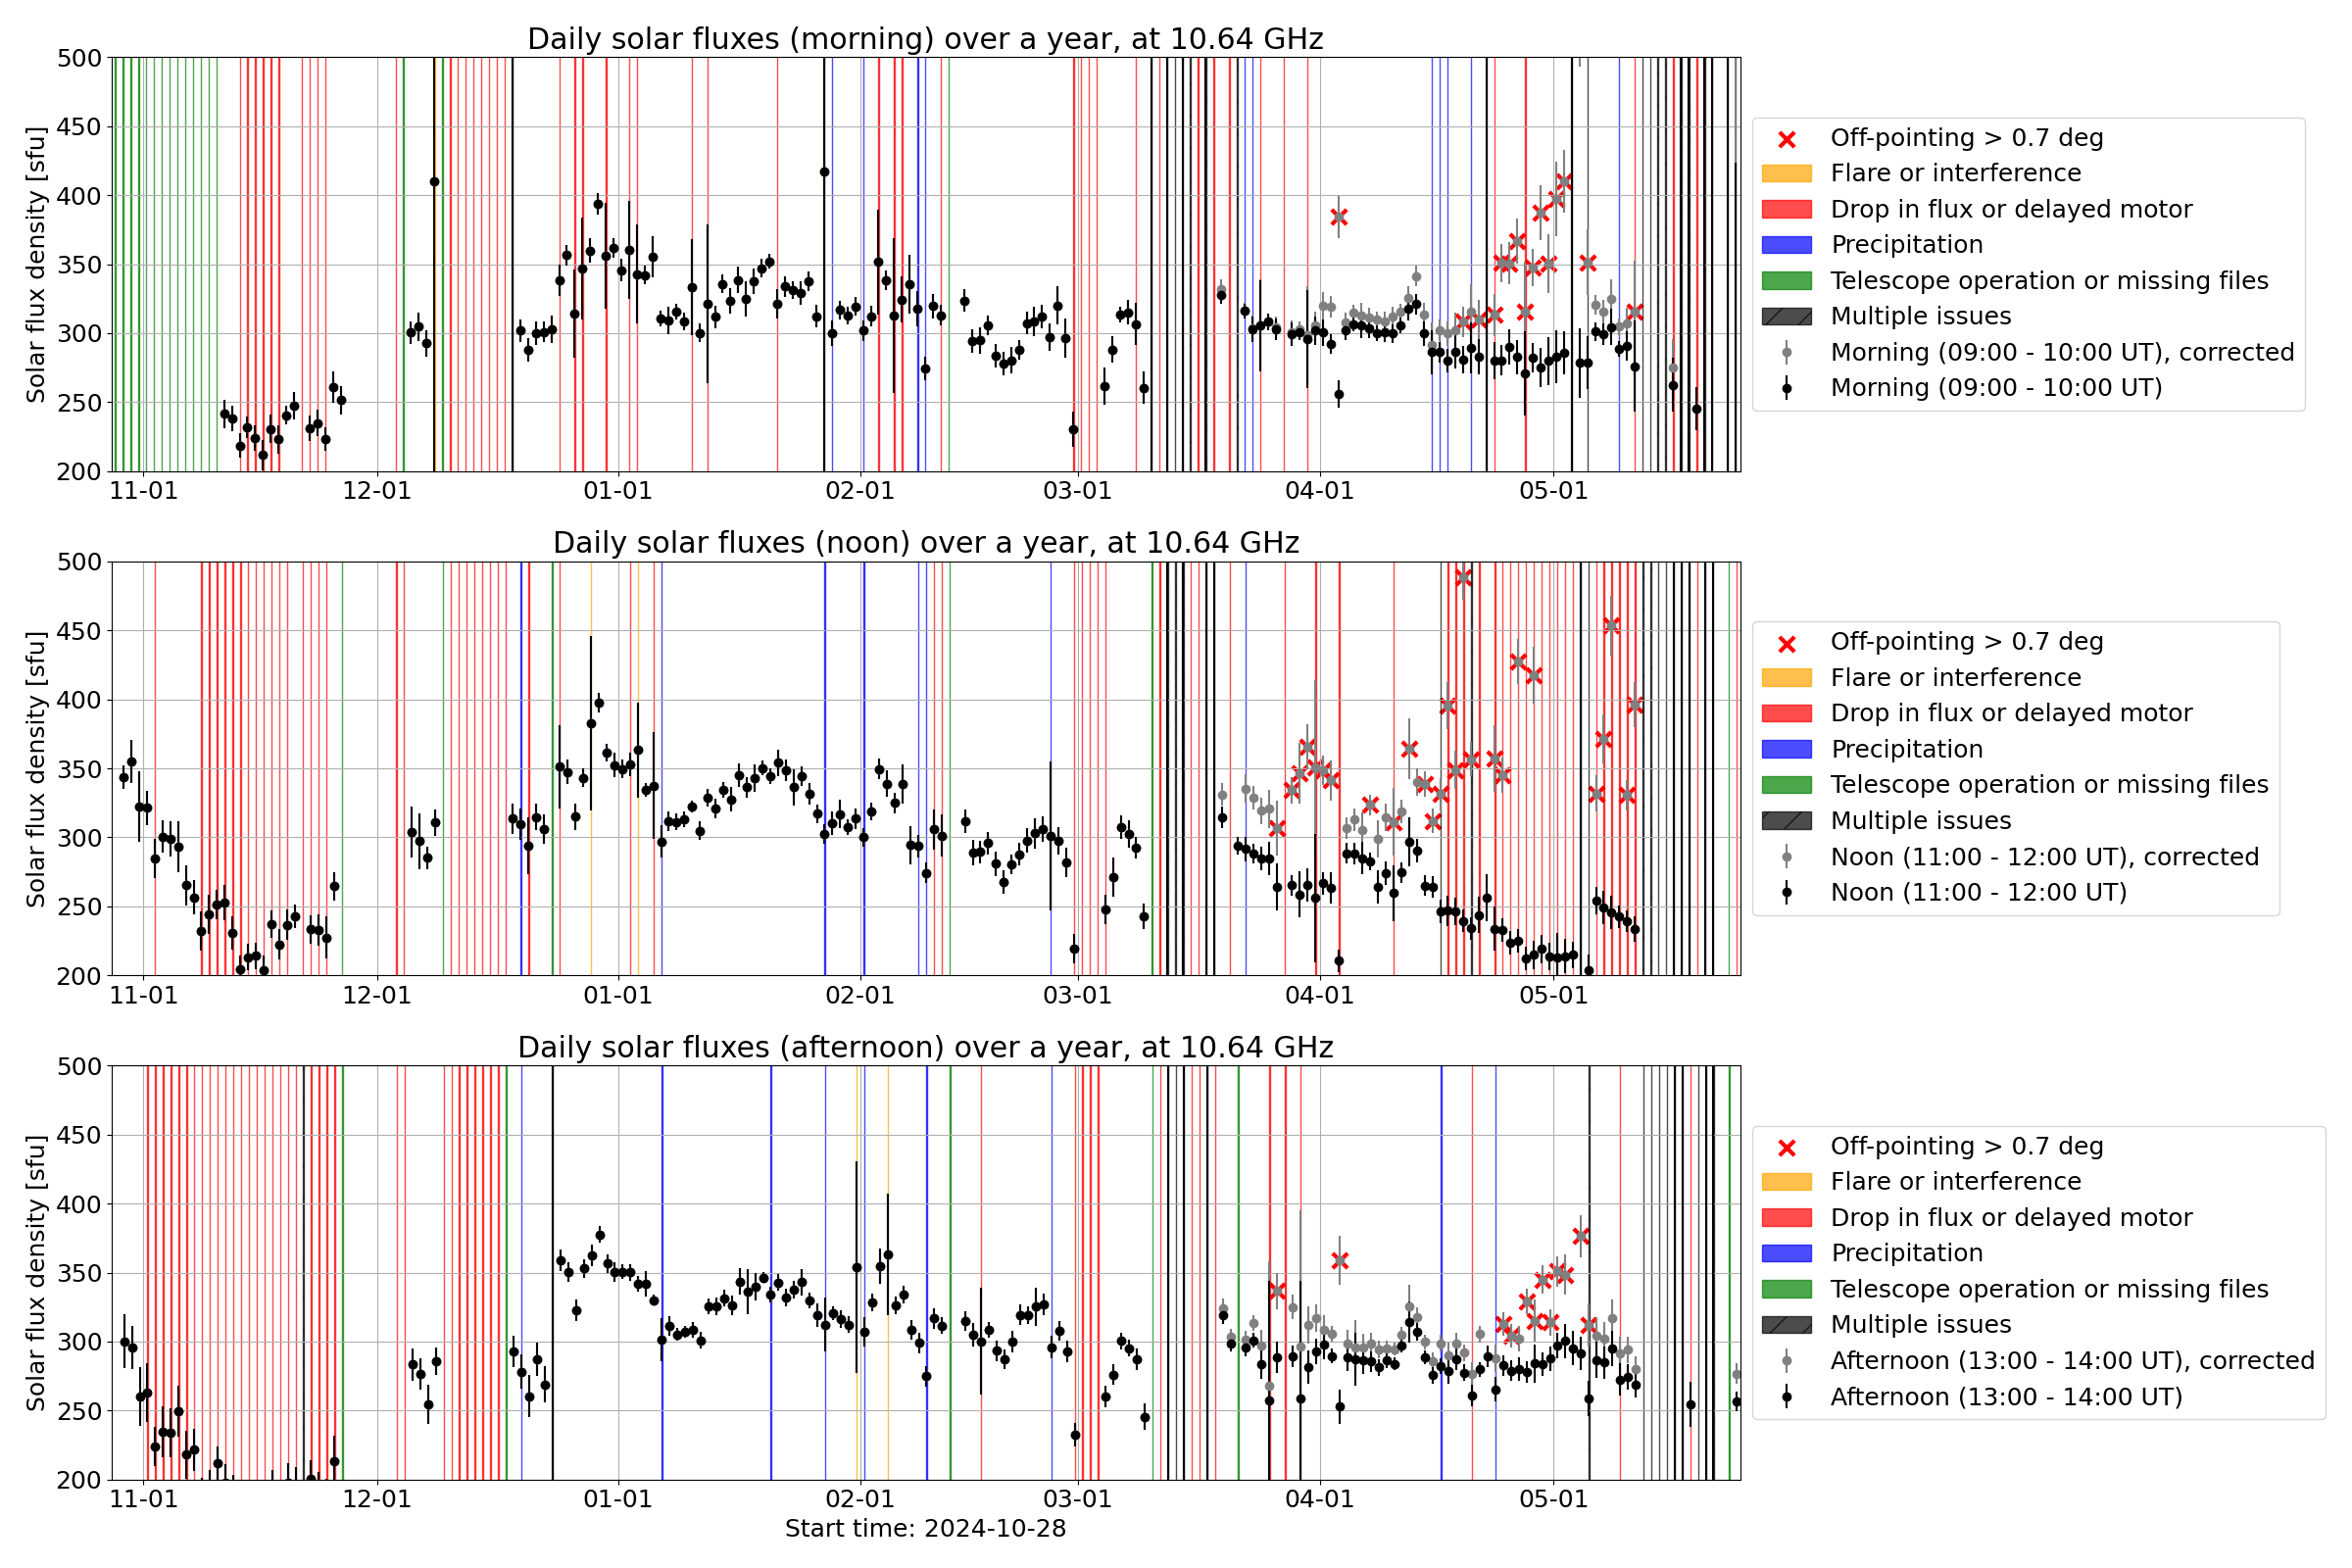 Daily solar fluxes (morning) over a year, at 10.64 GHz
Solar flux density [sfu]
500
450
400
350
300
250
200
11-01 12-01 01-01 02-01 03-01 04-01 05-01
Off-pointing > 0.7 deg
Flare or interference
Drop in flux or delayed motor
Precipitation
Telescope operation or missing files
Multiple issues
Morning (09:00 - 10:00 UT), corrected
Morning (09:00 - 10:00 UT)
Daily solar fluxes (noon) over a year, at 10.64 GHz
Solar flux density [sfu]
500
450
400
350
300
250
200
11-01 12-01 01-01 02-01 03-01 04-01 05-01
Off-pointing > 0.7 deg
Flare or interference
Drop in flux or delayed motor
Precipitation
Telescope operation or missing files
Multiple issues
Noon (11:00 - 12:00 UT), corrected
Noon (11:00 - 12:00 UT)
Daily solar fluxes (afternoon) over a year, at 10.64 GHz
Solar flux density [sfu]
500
450
400
350
300
250
200
11-01 12-01 01-01 02-01 03-01 04-01 05-01
Off-pointing > 0.7 deg
Flare or interference
Drop in flux or delayed motor
Precipitation
Telescope operation or missing files
Multiple issues
Afternoon (13:00 - 14:00 UT), corrected
Afternoon (13:00 - 14:00 UT)
Start time: 2024-10-28